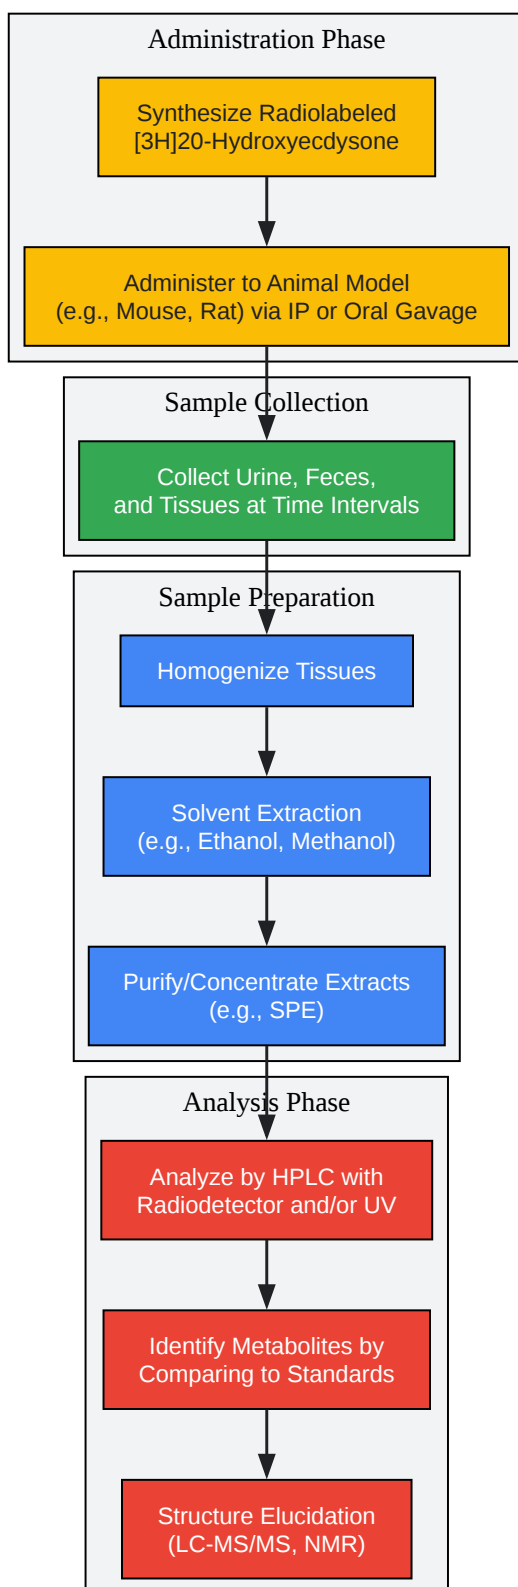 Administration Phase
Synthesize Radiolabeled
[3H]20-Hydroxyecdysone
Administer to Animal Model
(e.g., Mouse, Rat) via IP or Oral Gavage
Sample Collection
Collect Urine, Feces,
and Tissues at Time Intervals
Sample Preparation
Homogenize Tissues
Solvent Extraction
(e.g., Ethanol, Methanol)
Purify/Concentrate Extracts
(e.g., SPE)
Analysis Phase
Analyze by HPLC with
Radiodetector and/or UV
Identify Metabolites by
Comparing to Standards
Structure Elucidation
(LC-MS/MS, NMR)